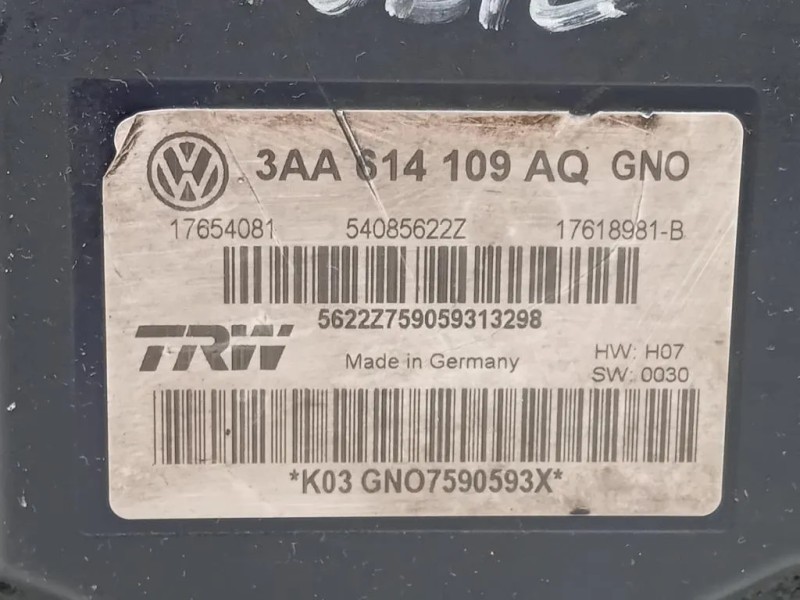 3AA 614 109 AQ GNO
17654081 54085622Z 17618981-B
5622Z759059313298
TRW Made in Germany HW: H07
SW: 0030
*K03 GNO7590593X*